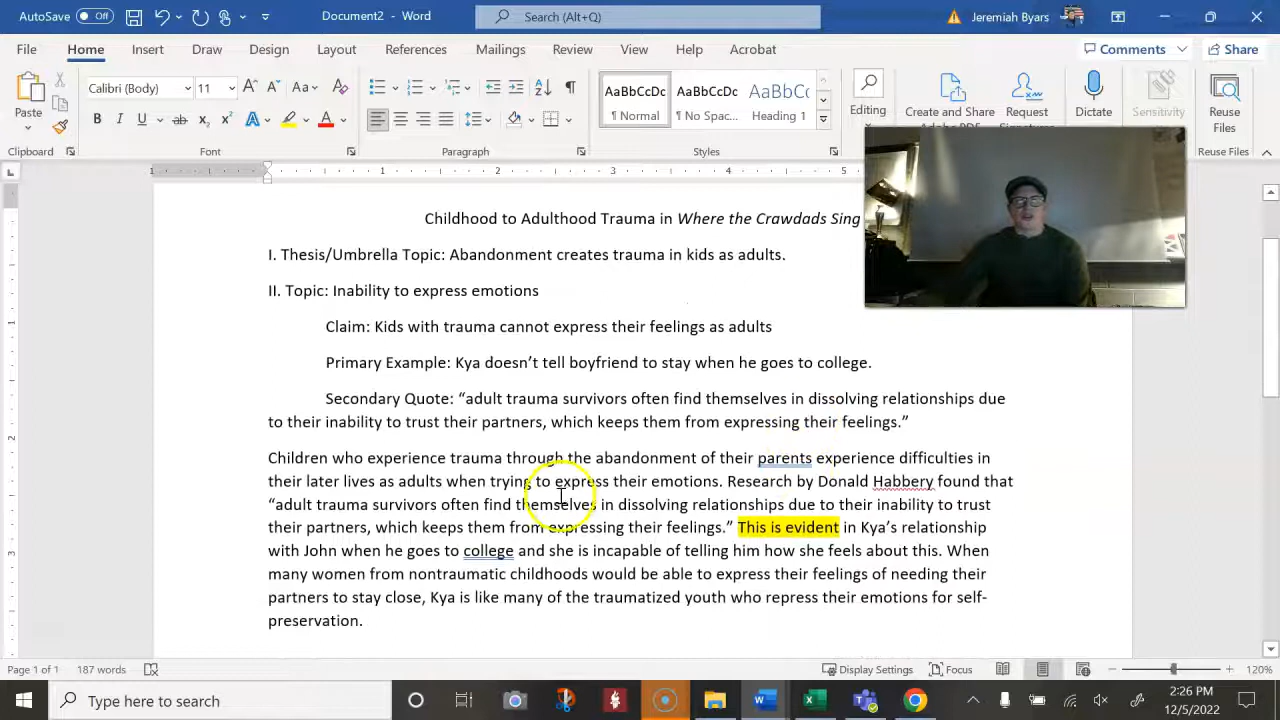 AutoSave Off Document2 - Word Search (Alt+Q) Jeremiah Byars
File Home Insert Draw Design Layout References Mailings Review View Help Acrobat Comments Share
Paste
Calibri (Body) 11
AaBbCcDc AaBbCcDc AaBbCc
¶ Normal ¶ No Spac... Heading 1
Editing
Create and Share
Request
Dictate
Sensitivity
Reuse
Files
Clipboard Font Paragraph Styles Reuse Files
1 1 2 3 4 5
Childhood to Adulthood Trauma in Where the Crawdads Sing
I. Thesis/Umbrella Topic: Abandonment creates trauma in kids as adults.
II. Topic: Inability to express emotions
Claim: Kids with trauma cannot express their feelings as adults
Primary Example: Kya doesn’t tell boyfriend to stay when he goes to college.
Secondary Quote: “adult trauma survivors often find themselves in dissolving relationships due
to their inability to trust their partners, which keeps them from expressing their feelings.”
Children who experience trauma through the abandonment of their parents experience difficulties in
their later lives as adults when trying to express their emotions. Research by Donald Habbery found that
“adult trauma survivors often find themselves in dissolving relationships due to their inability to trust
their partners, which keeps them from expressing their feelings.” This is evident in Kya’s relationship
with John when he goes to college and she is incapable of telling him how she feels about this. When
many women from nontraumatic childhoods would be able to express their feelings of needing their
partners to stay close, Kya is like many of the traumatized youth who repress their emotions for self-
preservation.
Page 1 of 1 187 words Display Settings Focus 120%
Type here to search
2:26 PM
12/5/2022